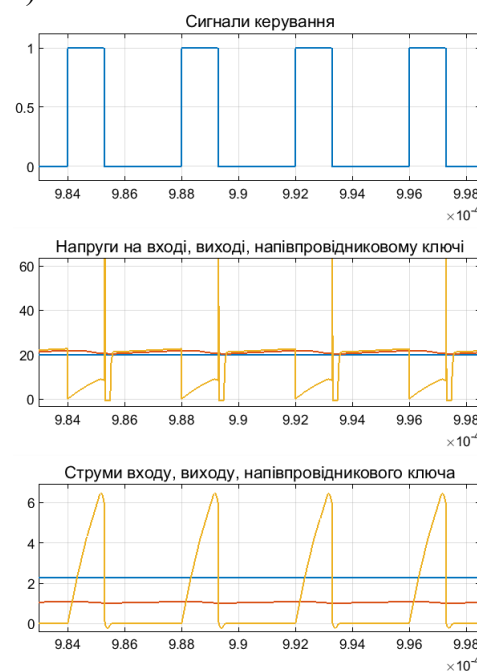 Сигнали керування
1
0.5
0
9.84 9.86 9.88 9.9 9.92 9.94 9.96
Напруги на вході, виході, напівпровідниковому ключі
60
40
20
0
9.84 9.86 9.88 9.9 9.92 9.94 9.96
Струми входу, виходу, напівпровідникового ключа
6
4
2
0
9.84 9.86 9.88 9.9 9.92 9.94 9.96